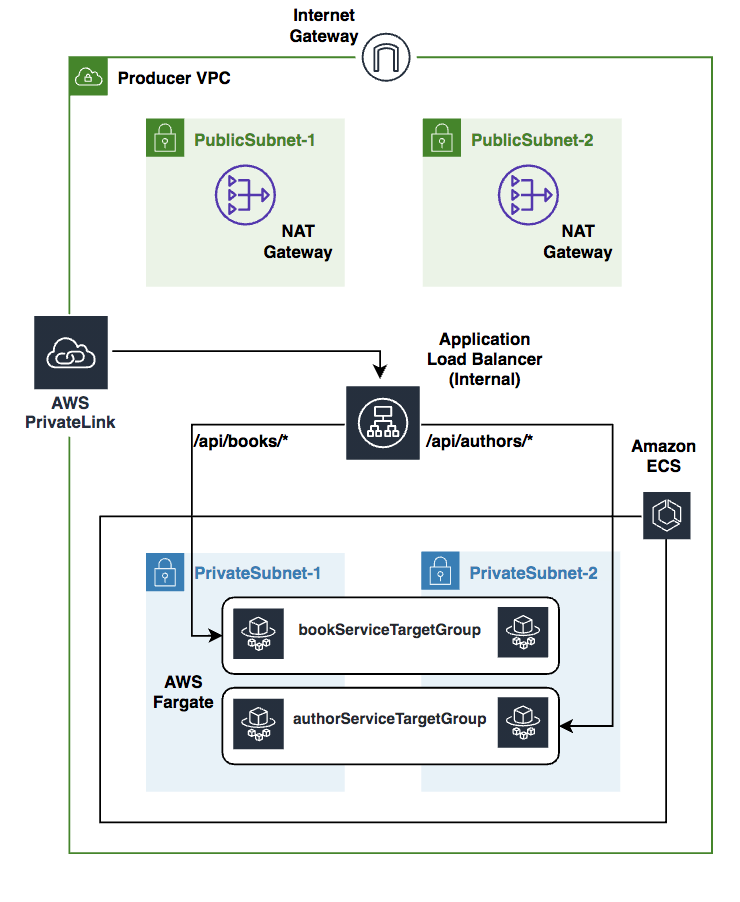 Internet
Gateway
Producer VPC
PublicSubnet-1
PublicSubnet-2
NAT
Gateway
NAT
Gateway
Application
Load Balancer
(Internal)
AWS
PrivateLink
/api/books/*
/api/authors/*
Amazon
ECS
PrivateSubnet-1
PrivateSubnet-2
bookServiceTargetGroup
AWS
Fargate
authorServiceTargetGroup